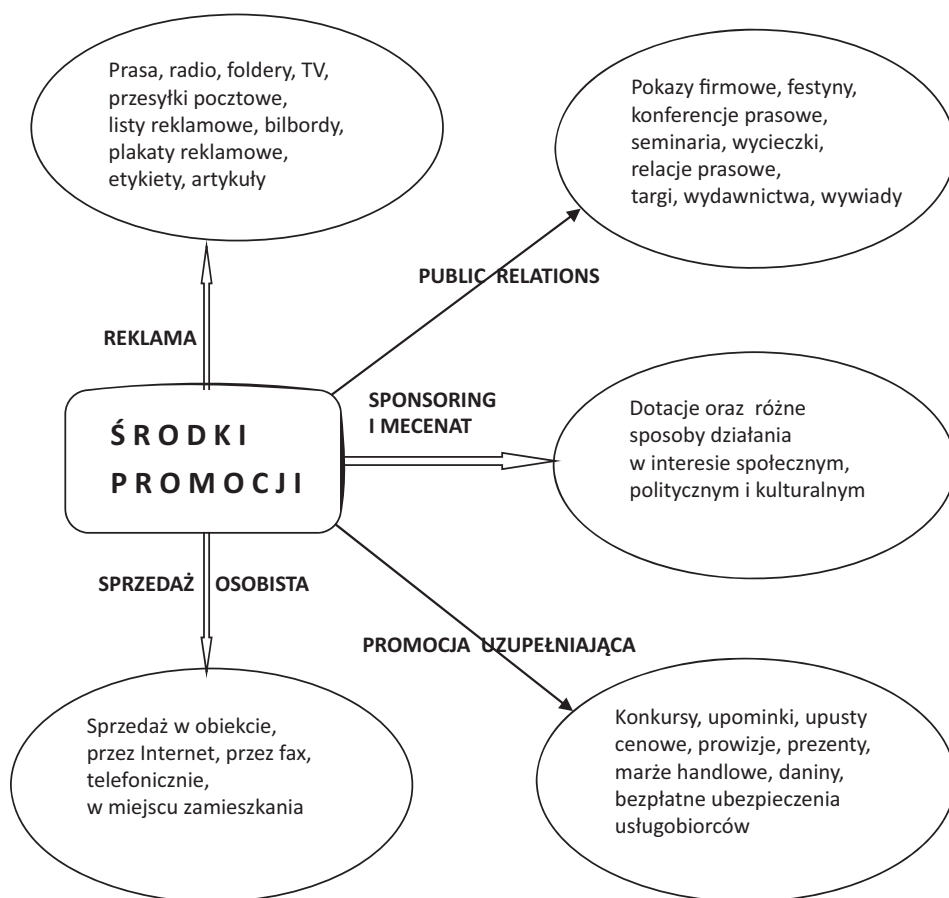 Prasa, radio, foldery, TV,
przesyłki pocztowe,
listy reklamowe, bilbordy,
plakaty reklamowe,
etykiety, artykuły
Pokazy firmowe, festyny,
konferencje prasowe,
seminaria, wycieczki,
relacje prasowe,
targi, wydawnictwa, wywiady
PUBLIC RELATIONS
REKLAMA
SPONSORING
I MECENAT
ŚRODKI
PROMOCJI
Dotacje oraz różne
sposoby działania
w interesie społecznym,
politycznym i kulturalnym
SPRZEDAŻ OSOBISTA
PROMOCJA UZUPEŁNIAJĄCA
Sprzedaż w obiekcie,
przez Internet, przez fax,
telefonicznie,
w miejscu zamieszkania
Konkursy, upominki, upusty
cenowe, prowizje, prezenty,
marże handlowe, daniny,
bezpłatne ubezpieczenia
usługobiorców